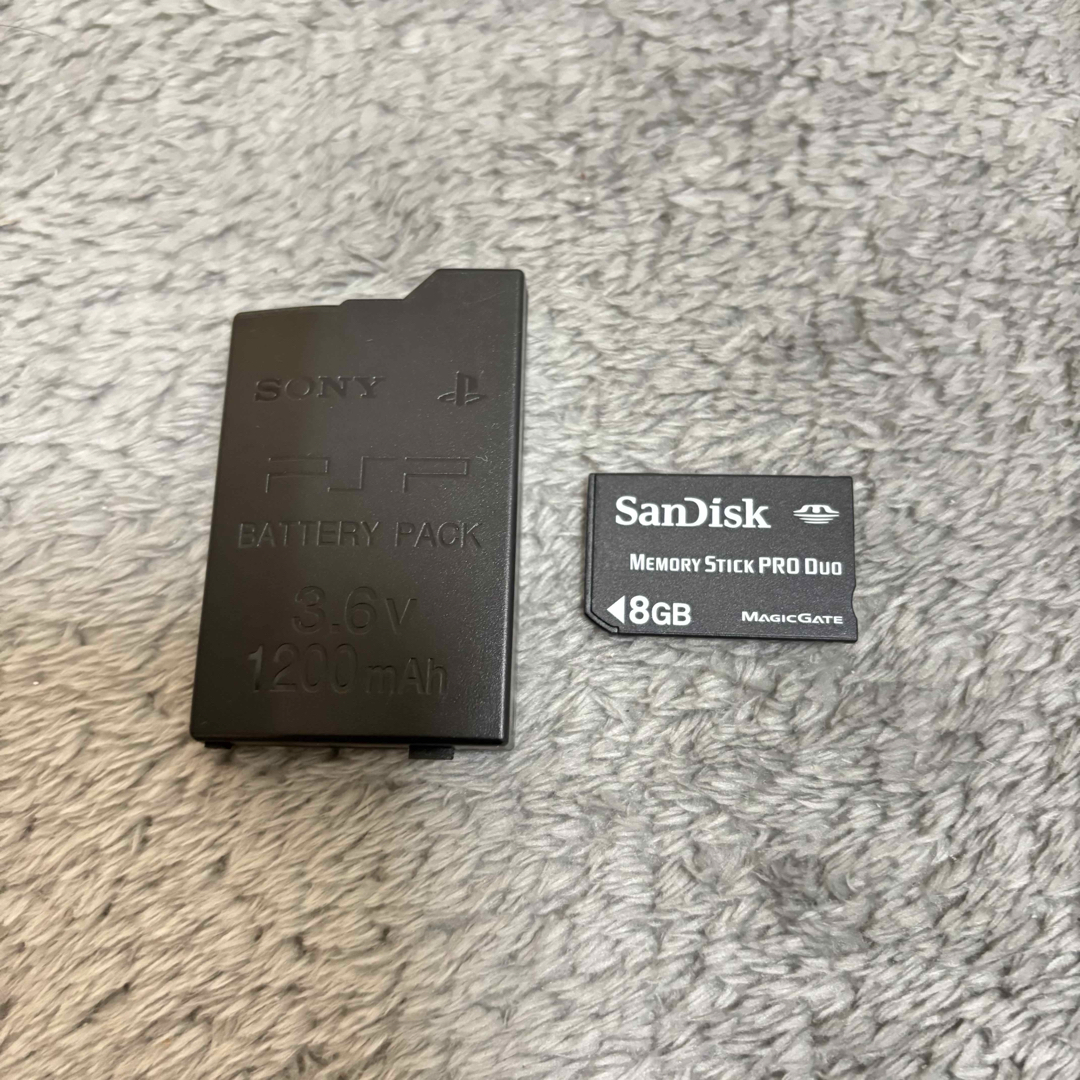 SONY
PSP
BATTERY PACK
3.6V
1200mAh
SanDisk
MEMORY STICK PRO DUO
8GB
MAGICGATE